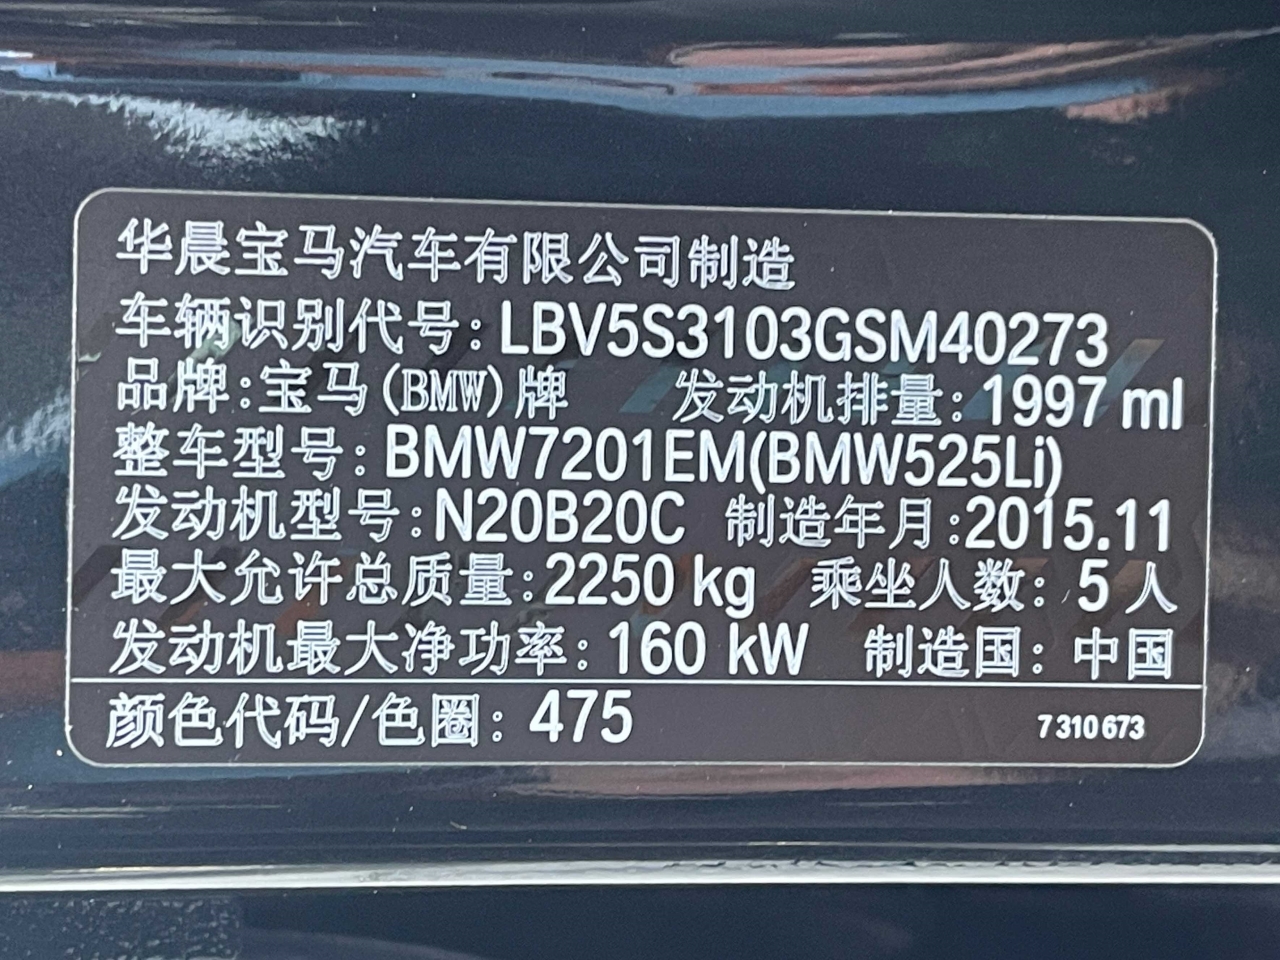 华晨宝马汽车有限公司制造
车辆识别代号:LBV5S3103GSM40273
品牌:宝马(BMW)牌 发动机排量:1997 ml
整车型号:BMW7201EM(BMW525Li)
发动机型号:N20B20C 制造年月:2015.11
最大允许总质量:2250 kg 乘坐人数:5人
发动机最大净功率:160 kW 制造国:中国
颜色代码/色圈:475 7 310 673